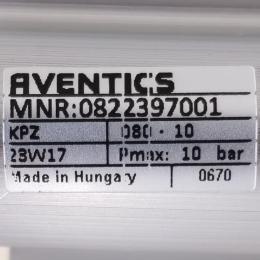 AVENTICS
MNR:0822397001
KPZ 080 - 10
23W17 Pmax: 10 bar
Made in Hungary 0670